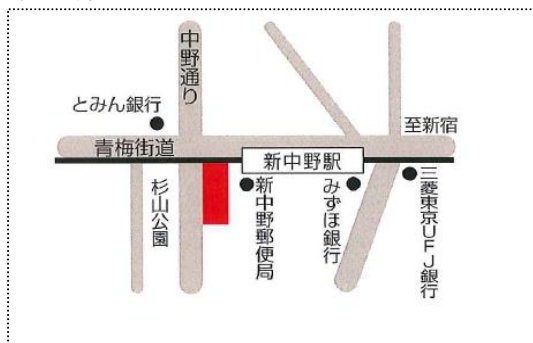 中野通り
とみん銀行
至新宿
青梅街道
新中野駅
杉山公園
新中野郵便局
みずほ銀行
三菱東京UFJ銀行